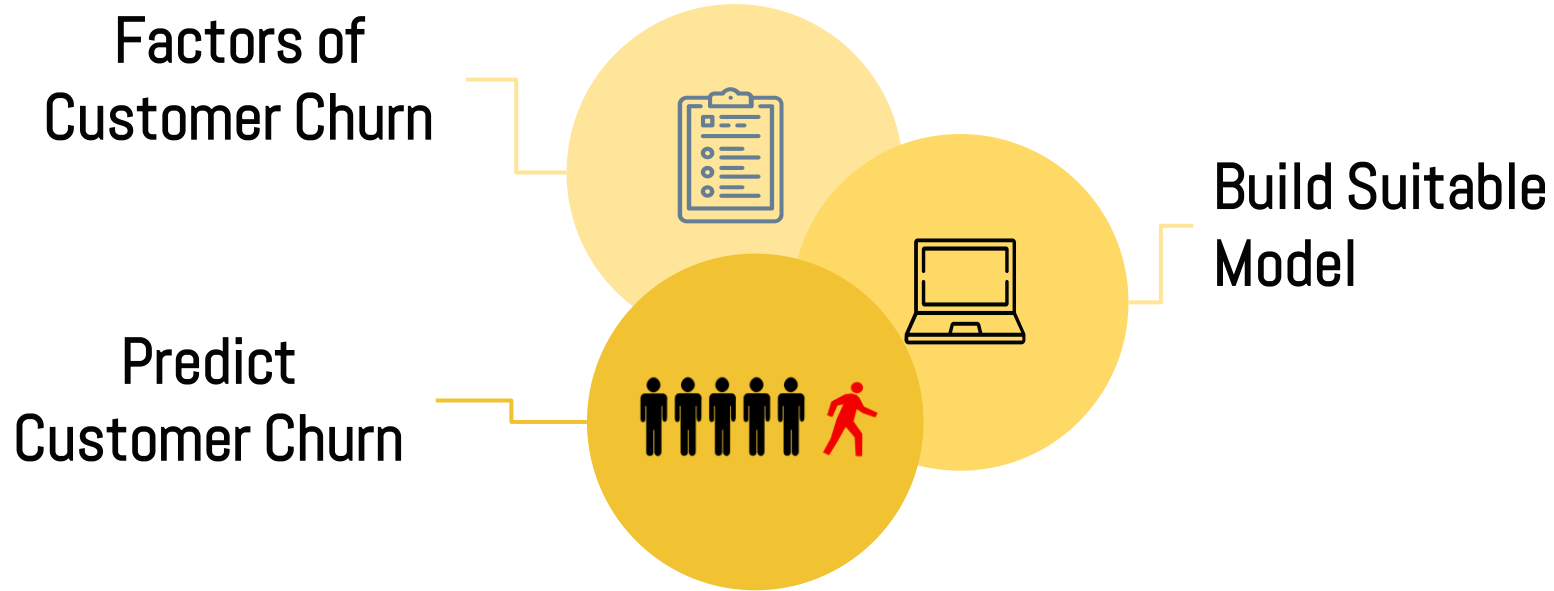 Factors of
Customer Churn
Build Suitable
Model
Predict
Customer Churn